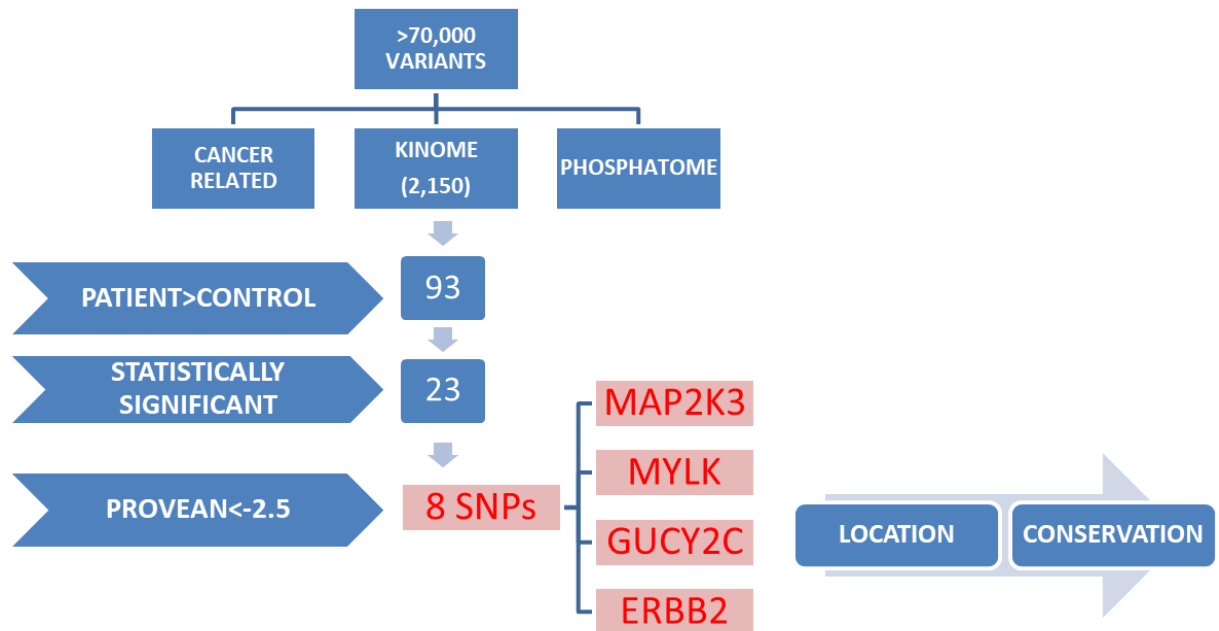 >70,000
VARIANTS
CANCER
RELATED
KINOME
(2,150)
PHOSPHATOME
PATIENT>CONTROL
93
STATISTICALLY
SIGNIFICANT
23
PROVEAN<-2.5
8 SNPs
MAP2K3
MYLK
GUCY2C
ERBB2
LOCATION
CONSERVATION